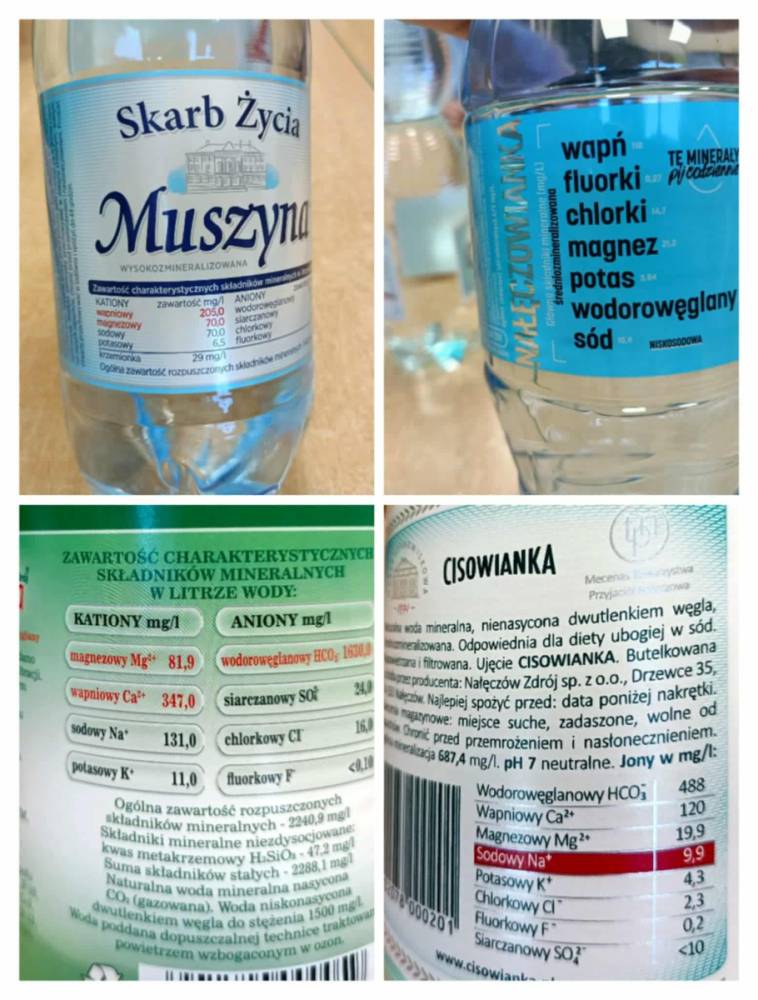 Skarb Życia
Muszyna
WYSOKOZMINERALIZOWANA
Zawartość charakterystycznych składników mineralnych w
KATIONY zawartość mg/l ANIONY
wapniowy 205,0 wodorowęglanowy
magnezowy 70,0 siarczanowy
sodowy 70,0 chlorkowy
potasowy 6,5 fluorkowy
krzemionka 29 mg/l
Ogólna zawartość rozpuszczonych składników mineralnych
NAŁĘCZOWIANKA
średniozmineralizowana
Główne składniki mineralne (mg/L)
wapń 118
fluorki 0,27
chlorki
magnez
potas
wodorowęglany
sód
NISKOSODOWA
TE MINERAŁY
pij codziennie
ZAWARTOŚĆ CHARAKTERYSTYCZNYCH
SKŁADNIKÓW MINERALNYCH
W LITRZE WODY:
KATIONY mg/l ANIONY mg/l
magnezowy Mg²⁺ 81,9 wodorowęglanowy HCO₃⁻ 1630,0
wapniowy Ca²⁺ 347,0 siarczanowy SO₄²⁻ 24,0
sodowy Na⁺ 131,0 chlorkowy Cl⁻ 16,0
potasowy K⁺ 11,0 fluorkowy F⁻ <0,10
Ogólna zawartość rozpuszczonych
składników mineralnych - 2240,9 mg/l
Składniki mineralne niezdysocjowane:
kwas metakrzemowy H₂SiO₃ - 47,2 mg/l
Suma składników stałych - 2288,1 mg/l
Naturalna woda mineralna nasycona
CO₂ (gazowana). Woda niskonasycona
dwutlenkiem węgla do stężenia 1500 mg/l.
Woda poddana dopuszczalnej technice
powietrzem wzbogaconym w ozon.
CISOWIANKA
Mecenas Towarzystwa
Przyjaciół
woda mineralna, nienasycona dwutlenkiem węgla,
Odpowiednia dla diety ubogiej w sód.
i filtrowana. Ujęcie CISOWIANKA. Butelkowana
przez producenta: Nałęczów Zdrój sp. z o.o., Drzewce 35,
Nałęczów. Najlepiej spożyć przed: data poniżej nakrętki.
magazynowe: miejsce suche, zadaszone, wolne od
Chronić przed przemrożeniem i nasłonecznieniem.
mineralizacja 687,4 mg/l. pH 7 neutralne. Jony w mg/l:
Wodorowęglanowy HCO₃⁻ 488
Wapniowy Ca²⁺ 120
Magnezowy Mg²⁺ 19,9
Sodowy Na⁺ 9,9
Potasowy K⁺ 4,3
Chlorkowy Cl⁻ 2,3
Fluorkowy F⁻ 0,2
Siarczanowy SO₄²⁻ <10
000201
www.cisowianka